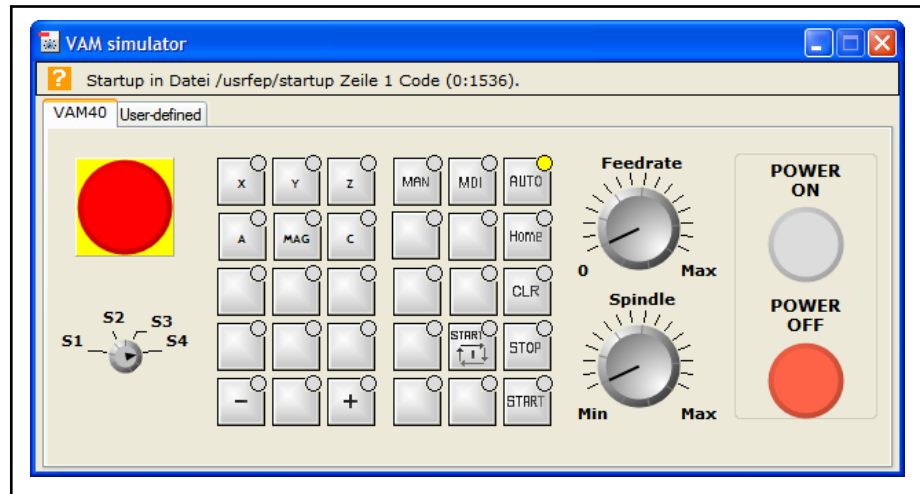 VAM simulator
? Startup in Datei /usrfep/startup Zeile 1 Code (0:1536).
VAM40 User-defined
X Y Z MAN MDI AUTO
A MAG C Home
CLR
START STOP
- + START
S1 S2 S3 S4
Feedrate
0 Max
Spindle
Min Max
POWER
ON
POWER
OFF